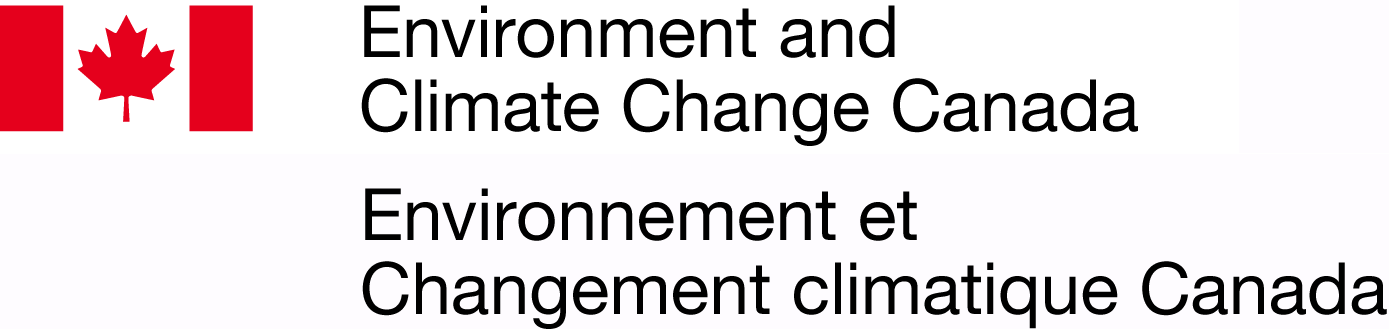 Environment and
Climate Change Canada
Environnement et
Changement climatique Canada